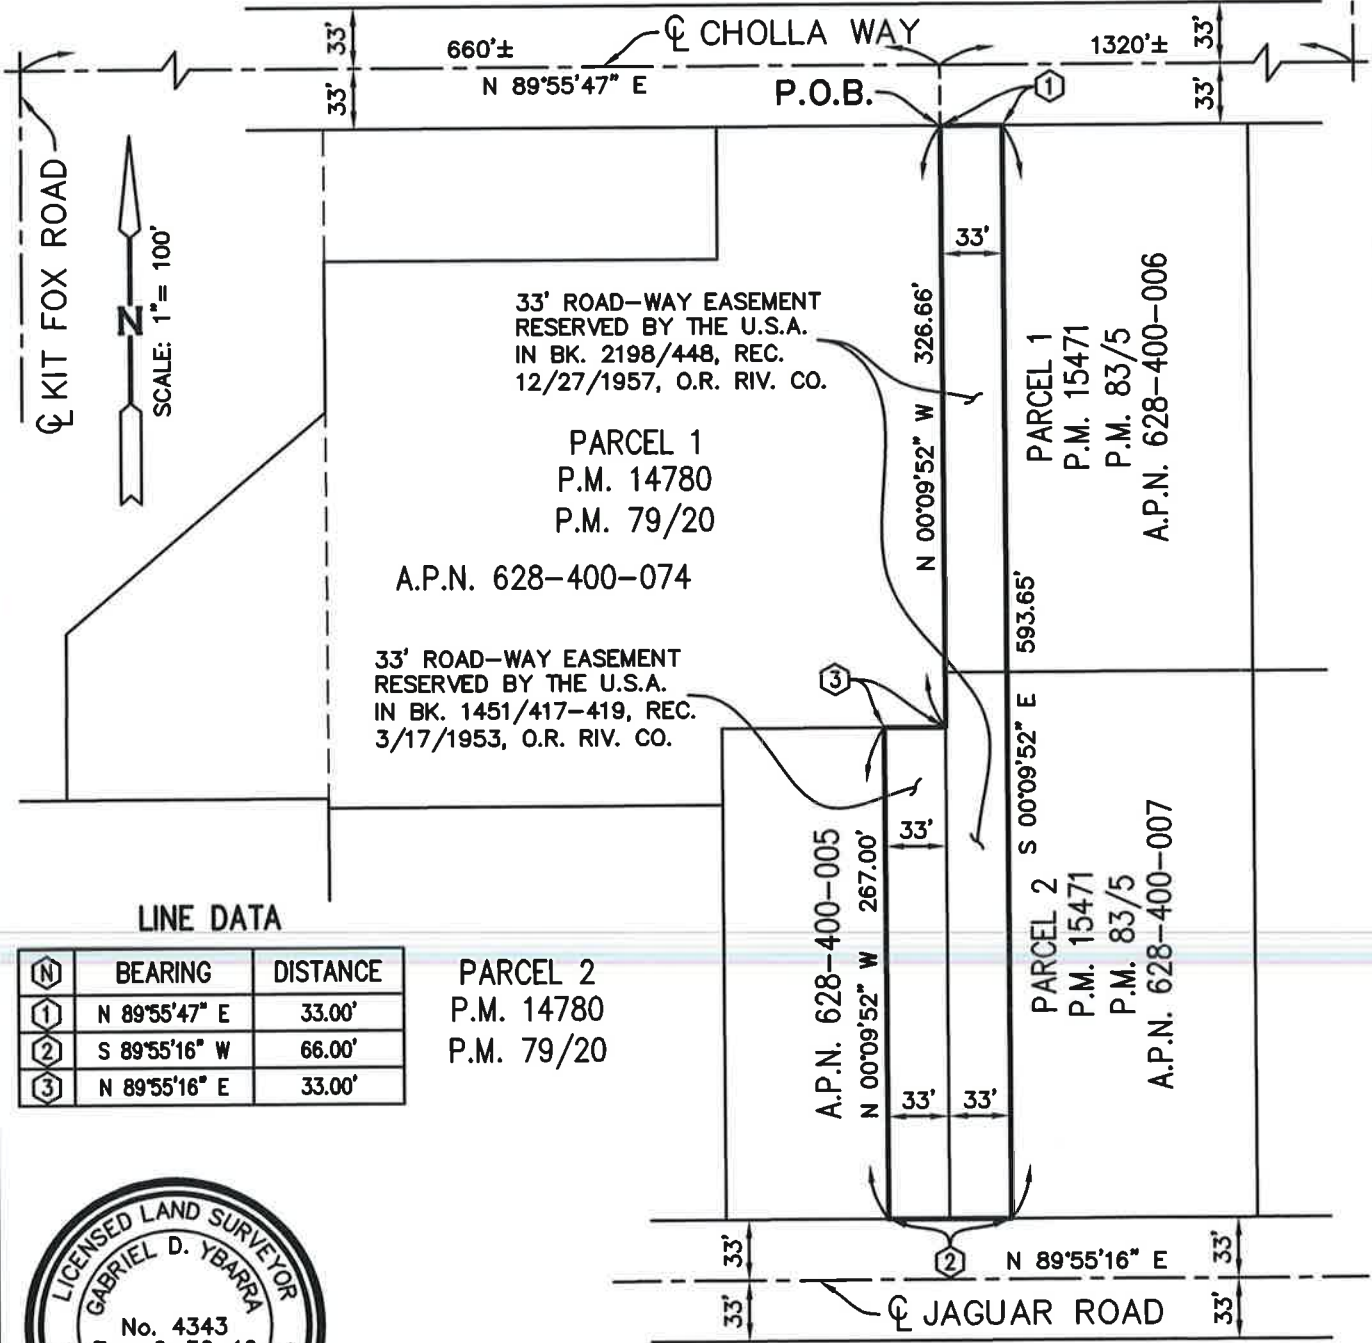 33'
33'
660'±
℄ CHOLLA WAY
1320'±
33'
33'
N 89°55'47" E
P.O.B.
1
℄ KIT FOX ROAD
N
SCALE: 1"= 100'
33'
33' ROAD-WAY EASEMENT
RESERVED BY THE U.S.A.
IN BK. 2198/448, REC.
12/27/1957, O.R. RIV. CO.
N 00°09'52" W 326.66'
PARCEL 1
P.M. 15471
P.M. 83/5
A.P.N. 628-400-006
PARCEL 1
P.M. 14780
P.M. 79/20
A.P.N. 628-400-074
S 00°09'52" E 593.65'
33' ROAD-WAY EASEMENT
RESERVED BY THE U.S.A.
IN BK. 1451/417-419, REC.
3/17/1953, O.R. RIV. CO.
3
33'
A.P.N. 628-400-005
N 00°09'52" W 267.00'
PARCEL 2
P.M. 15471
P.M. 83/5
A.P.N. 628-400-007
33' 33'
LINE DATA
N BEARING DISTANCE
1 N 89°55'47" E 33.00'
2 S 89°55'16" W 66.00'
3 N 89°55'16" E 33.00'
PARCEL 2
P.M. 14780
P.M. 79/20
LICENSED LAND SURVEYOR
GABRIEL D. YBARRA
No. 4343
33'
33'
2
N 89°55'16" E
33'
33'
℄ JAGUAR ROAD